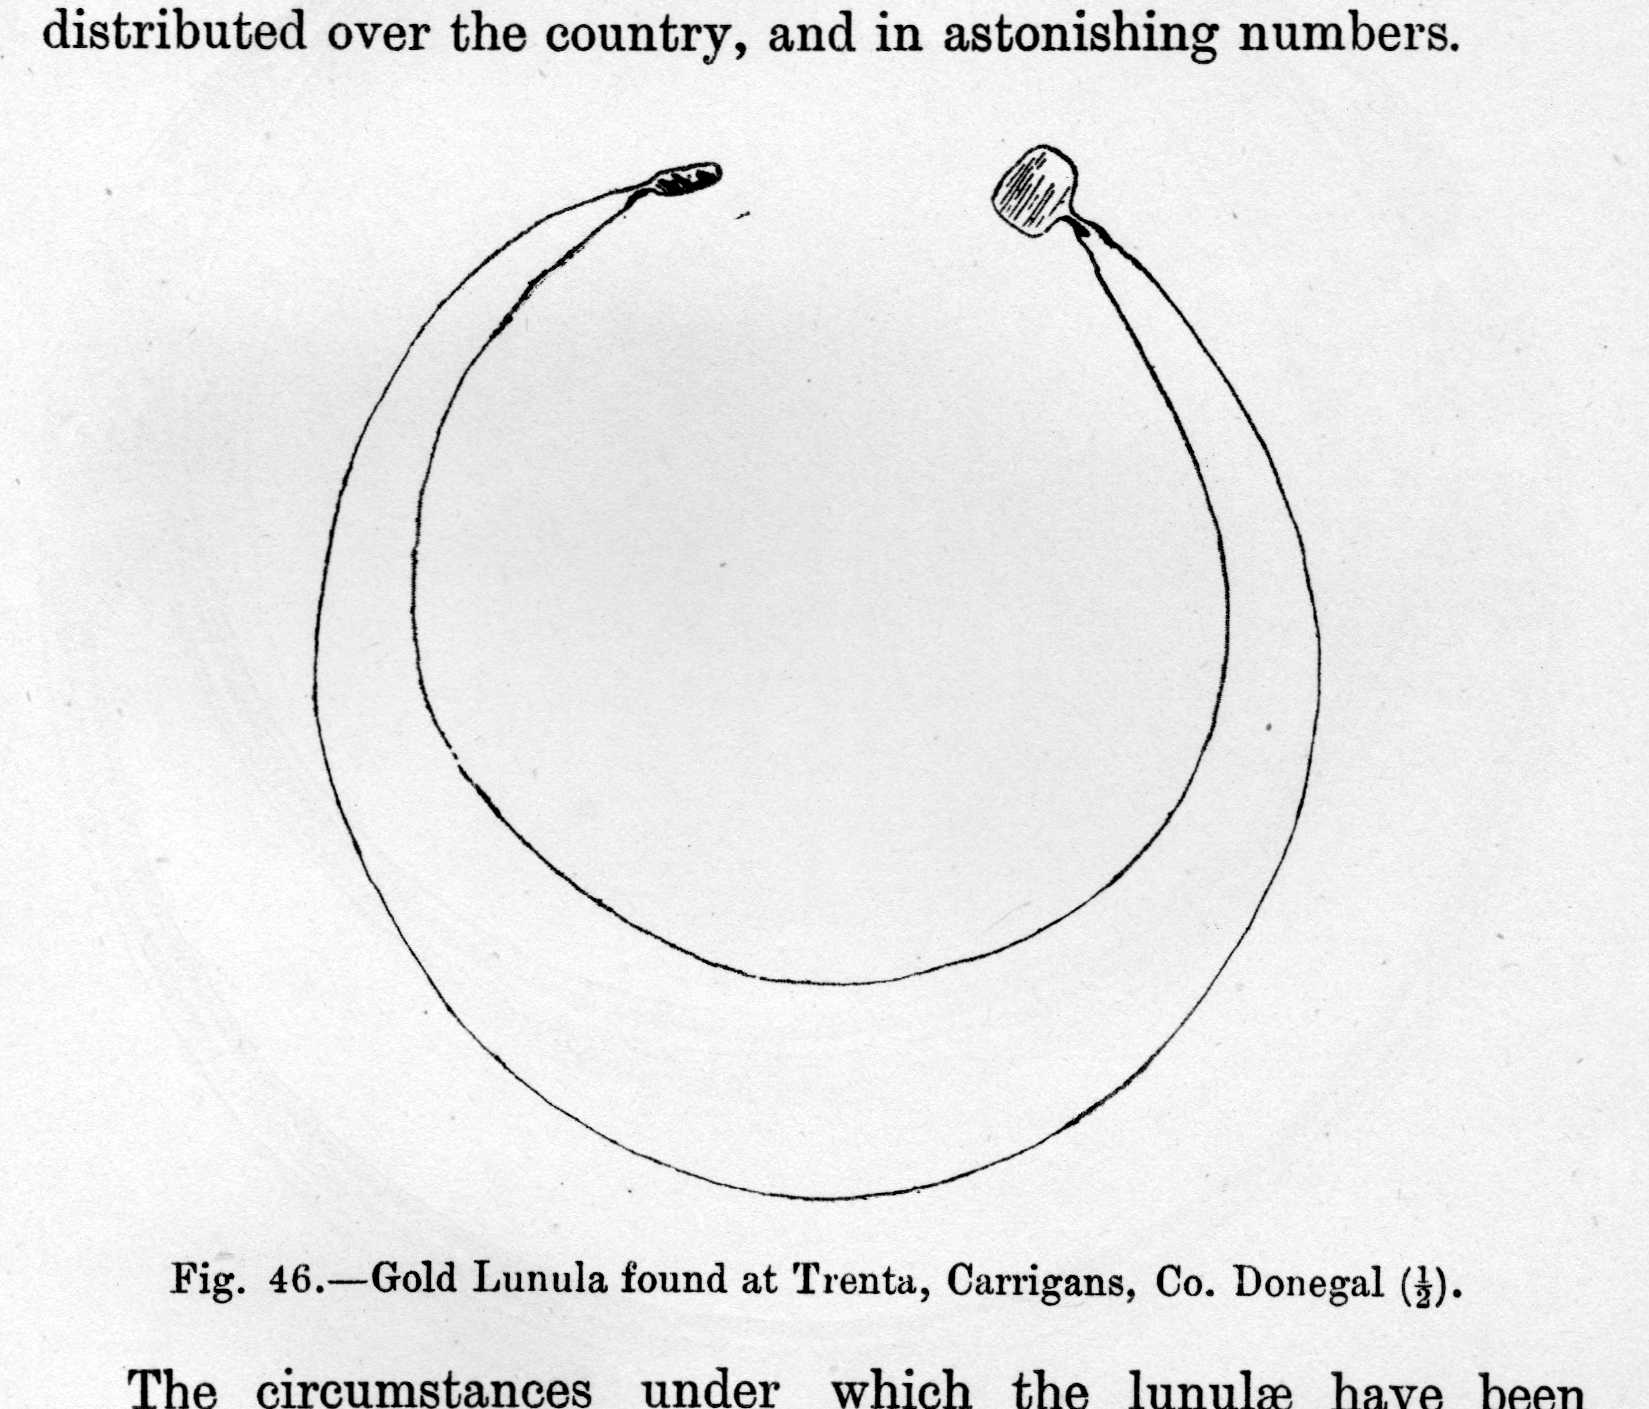 distributed over the country, and in astonishing numbers.
Fig. 46.—Gold Lunula found at Trenta, Carrigans, Co. Donegal (½).
The circumstances under which the lunulæ have been